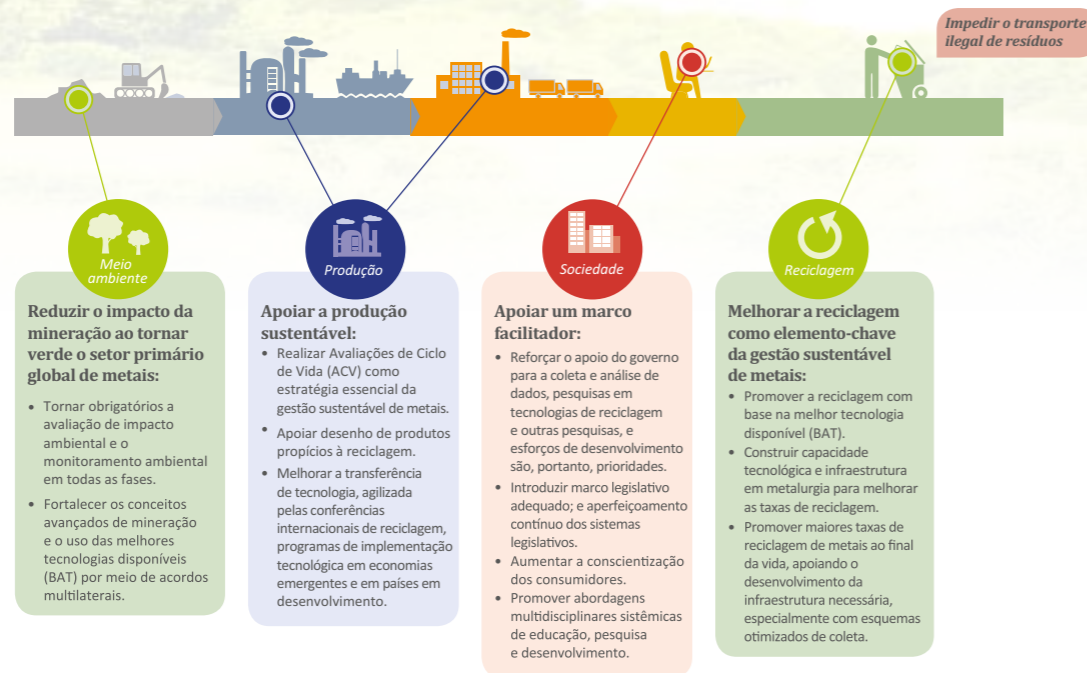 Impedir o transporte
ilegal de resíduos
Meio
ambiente
Reduzir o impacto da
mineração ao tornar
verde o setor primário
global de metais:
• Tornar obrigatórios a
avaliação de impacto
ambiental e o
monitoramento ambiental
em todas as fases.
• Fortalecer os conceitos
avançados de mineração
e o uso das melhores
tecnologias disponíveis
(BAT) por meio de acordos
multilaterais.
Produção
Apoiar a produção
sustentável:
• Realizar Avaliações de Ciclo
de Vida (ACV) como
estratégia essencial da
gestão sustentável de metais.
• Apoiar desenho de produtos
propícios à reciclagem.
• Melhorar a transferência
de tecnologia, agilizada
pelas conferências
internacionais de reciclagem,
programas de implementação
tecnológica em economias
emergentes e em países em
desenvolvimento.
Sociedade
Apoiar um marco
facilitador:
• Reforçar o apoio do governo
para a coleta e análise de
dados, pesquisas em
tecnologias de reciclagem
e outras pesquisas, e
esforços de desenvolvimento
são, portanto, prioridades.
• Introduzir marco legislativo
adequado; e aperfeiçoamento
contínuo dos sistemas
legislativos.
• Aumentar a conscientização
dos consumidores.
• Promover abordagens
multidisciplinares sistêmicas
de educação, pesquisa
e desenvolvimento.
Reciclagem
Melhorar a reciclagem
como elemento-chave
da gestão sustentável
de metais:
• Promover a reciclagem com
base na melhor tecnologia
disponível (BAT).
• Construir capacidade
tecnológica e infraestrutura
em metalurgia para melhorar
as taxas de reciclagem.
• Promover maiores taxas de
reciclagem de metais ao final
da vida, apoiando o
desenvolvimento da
infraestrutura necessária,
especialmente com esquemas
otimizados de coleta.